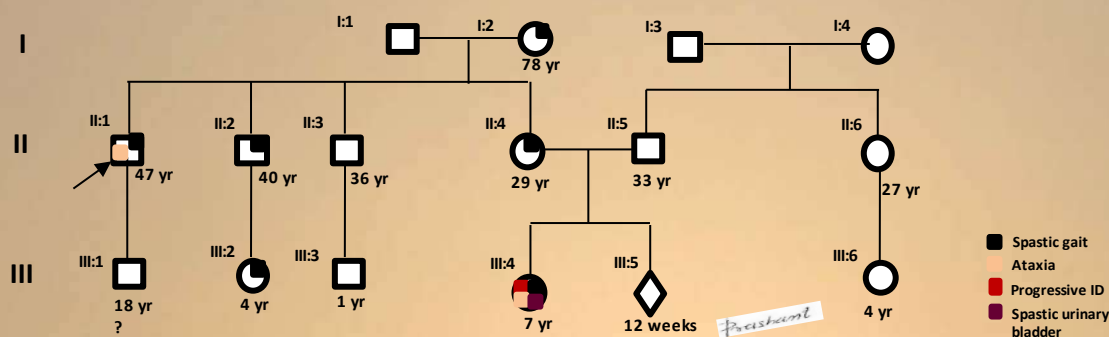 I
I:1
I:2
78 yr
I:3
I:4
II
II:1
47 yr
II:2
40 yr
II:3
36 yr
II:4
29 yr
II:5
33 yr
II:6
27 yr
III
III:1
18 yr
?
III:2
4 yr
III:3
1 yr
III:4
7 yr
III:5
12 weeks
III:6
4 yr
Prashant
Spastic gait
Ataxia
Progressive ID
Spastic urinary
bladder